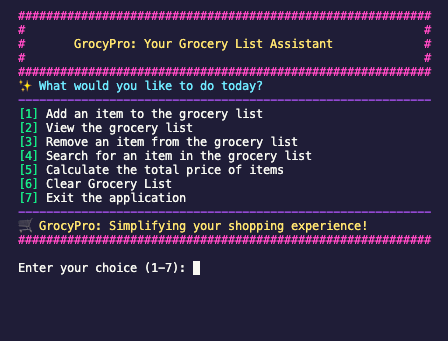 ###########################################################
#                                                         #
#       GrocyPro: Your Grocery List Assistant             #
#                                                         #
###########################################################
✨ What would you like to do today?
-----------------------------------------------------------
[1] Add an item to the grocery list
[2] View the grocery list
[3] Remove an item from the grocery list
[4] Search for an item in the grocery list
[5] Calculate the total price of items
[6] Clear Grocery List
[7] Exit the application
-----------------------------------------------------------
🛒 GrocyPro: Simplifying your shopping experience!
###########################################################
Enter your choice (1-7):